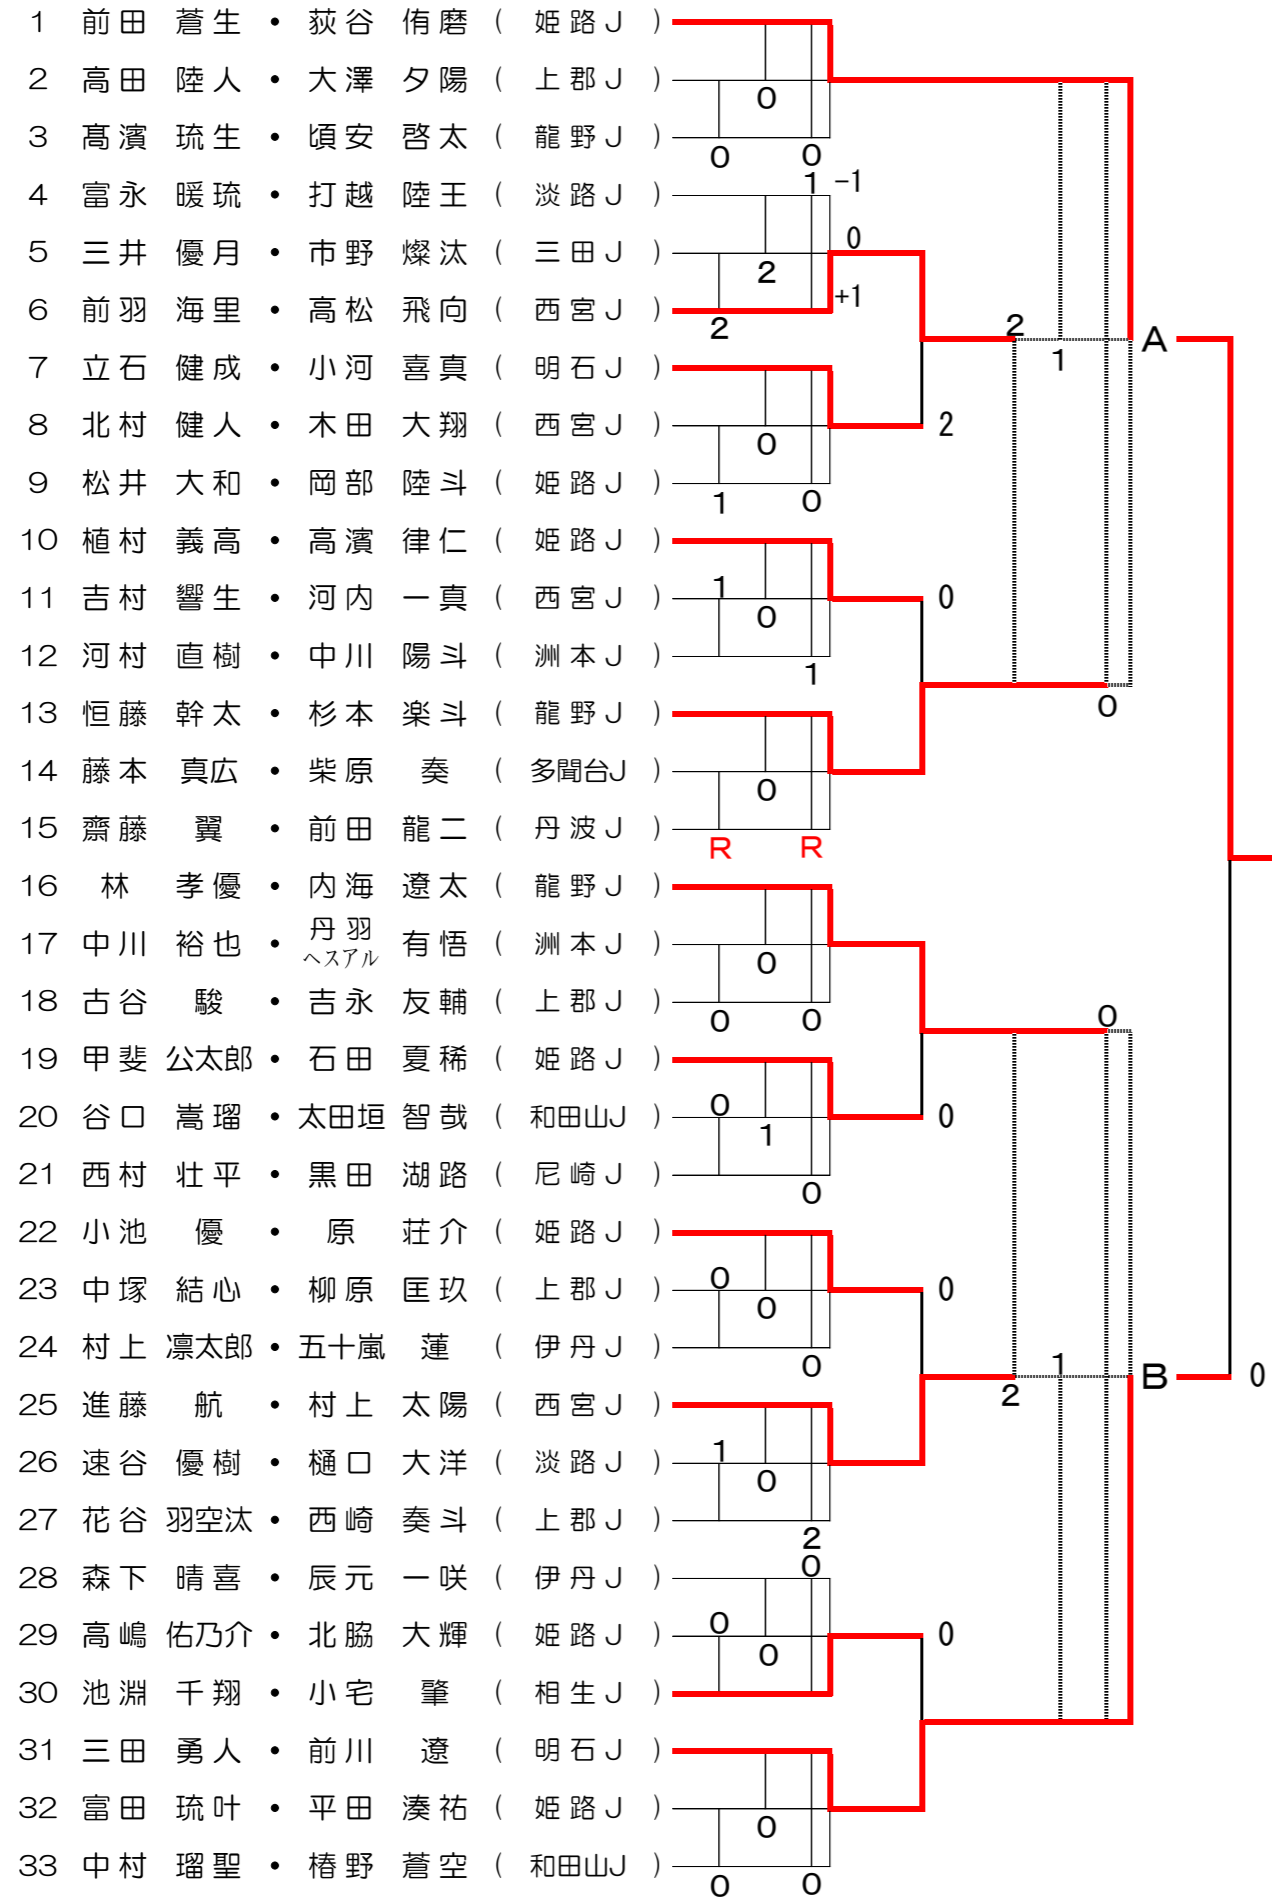 1 前田 蒼生 • 荻谷 侑磨 ( 姫路J )
2 高田 陸人 • 大澤 夕陽 ( 上郡J )
0
3 髙濱 琉生 • 頃安 啓太 ( 龍野J )
0 0
4 富永 暖琉 • 打越 陸王 ( 淡路J )
1 -1
5 三井 優月 • 市野 燦汰 ( 三田J )
0
2
6 前羽 海里 • 高松 飛向 ( 西宮J )
+1
2
2
A
7 立石 健成 • 小河 喜真 ( 明石J )
1
8 北村 健人 • 木田 大翔 ( 西宮J )
0
2
9 松井 大和 • 岡部 陸斗 ( 姫路J )
1 0
10 植村 義高 • 高濱 律仁 ( 姫路J )
11 吉村 響生 • 河内 一真 ( 西宮J )
1
0
0
12 河村 直樹 • 中川 陽斗 ( 洲本J )
1
13 恒藤 幹太 • 杉本 楽斗 ( 龍野J )
0
14 藤本 真広 • 柴原 奏 ( 多聞台J )
0
15 齋藤 翼 • 前田 龍二 ( 丹波J )
R R
16 林 孝優 • 内海 遼太 ( 龍野J )
17 中川 裕也 • 丹羽 ヘスアル 有悟 ( 洲本J )
0
18 古谷 駿 • 吉永 友輔 ( 上郡J )
0 0
0
19 甲斐 公太郎 • 石田 夏稀 ( 姫路J )
20 谷口 嵩瑠 • 太田垣 智哉 ( 和田山J )
0
1
0
21 西村 壮平 • 黒田 湖路 ( 尼崎J )
0
22 小池 優 • 原 荘介 ( 姫路J )
23 中塚 結心 • 柳原 匡玖 ( 上郡J )
0
0
0
24 村上 凛太郎 • 五十嵐 蓮 ( 伊丹J )
0
1
B
0
25 進藤 航 • 村上 太陽 ( 西宮J )
2
26 速谷 優樹 • 樋口 大洋 ( 淡路J )
1
0
27 花谷 羽空汰 • 西崎 奏斗 ( 上郡J )
2
28 森下 晴喜 • 辰元 一咲 ( 伊丹J )
0
29 高嶋 佑乃介 • 北脇 大輝 ( 姫路J )
0
0
0
30 池淵 千翔 • 小宅 肇 ( 相生J )
31 三田 勇人 • 前川 遼 ( 明石J )
32 富田 琉叶 • 平田 湊祐 ( 姫路J )
0
33 中村 瑠聖 • 椿野 蒼空 ( 和田山J )
0 0